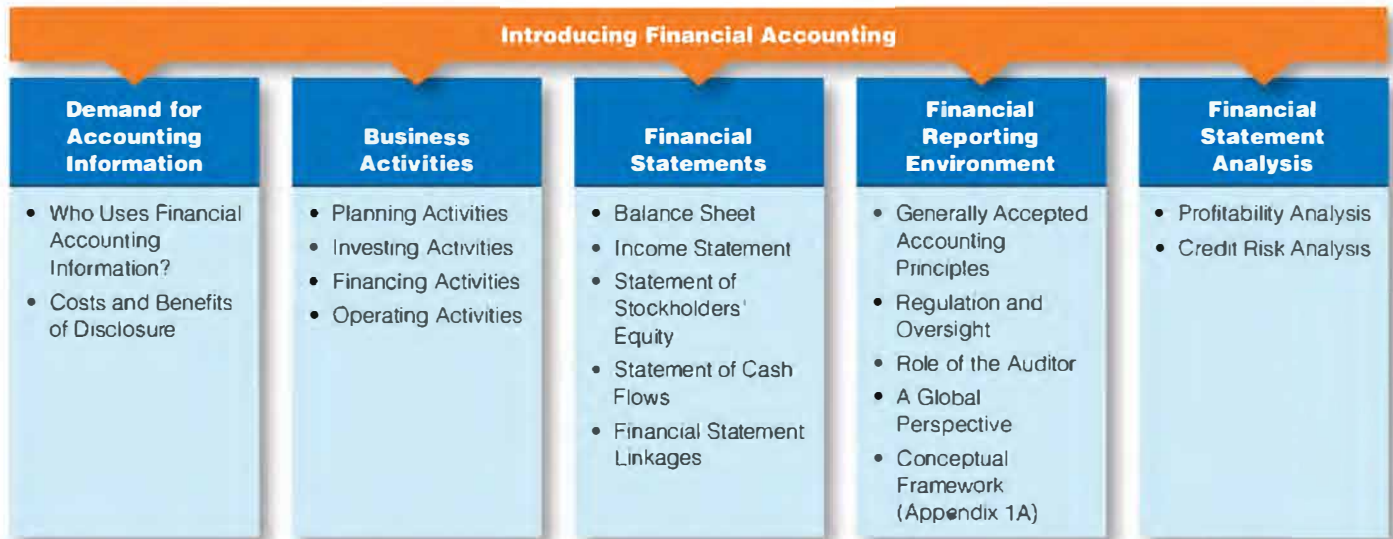 Introducing Financial Accounting
Demand for
Accounting
Information
• Who Uses Financial
Accounting
Information?
• Costs and Benefits
of Disclosure
Business
Activities
• Planning Activities
• Investing Activities
• Financing Activities
• Operating Activities
Financial
Statements
• Balance Sheet
• Income Statement
• Statement of
Stockholders'
Equity
• Statement of Cash
Flows
• Financial Statement
Linkages
Financial
Reporting
Environment
• Generally Accepted
Accounting
Principles
• Regulation and
Oversight
• Role of the Auditor
• A Global
Perspective
• Conceptual
Framework
(Appendix 1A)
Financial
Statement
Analysis
• Profitability Analysis
• Credit Risk Analysis